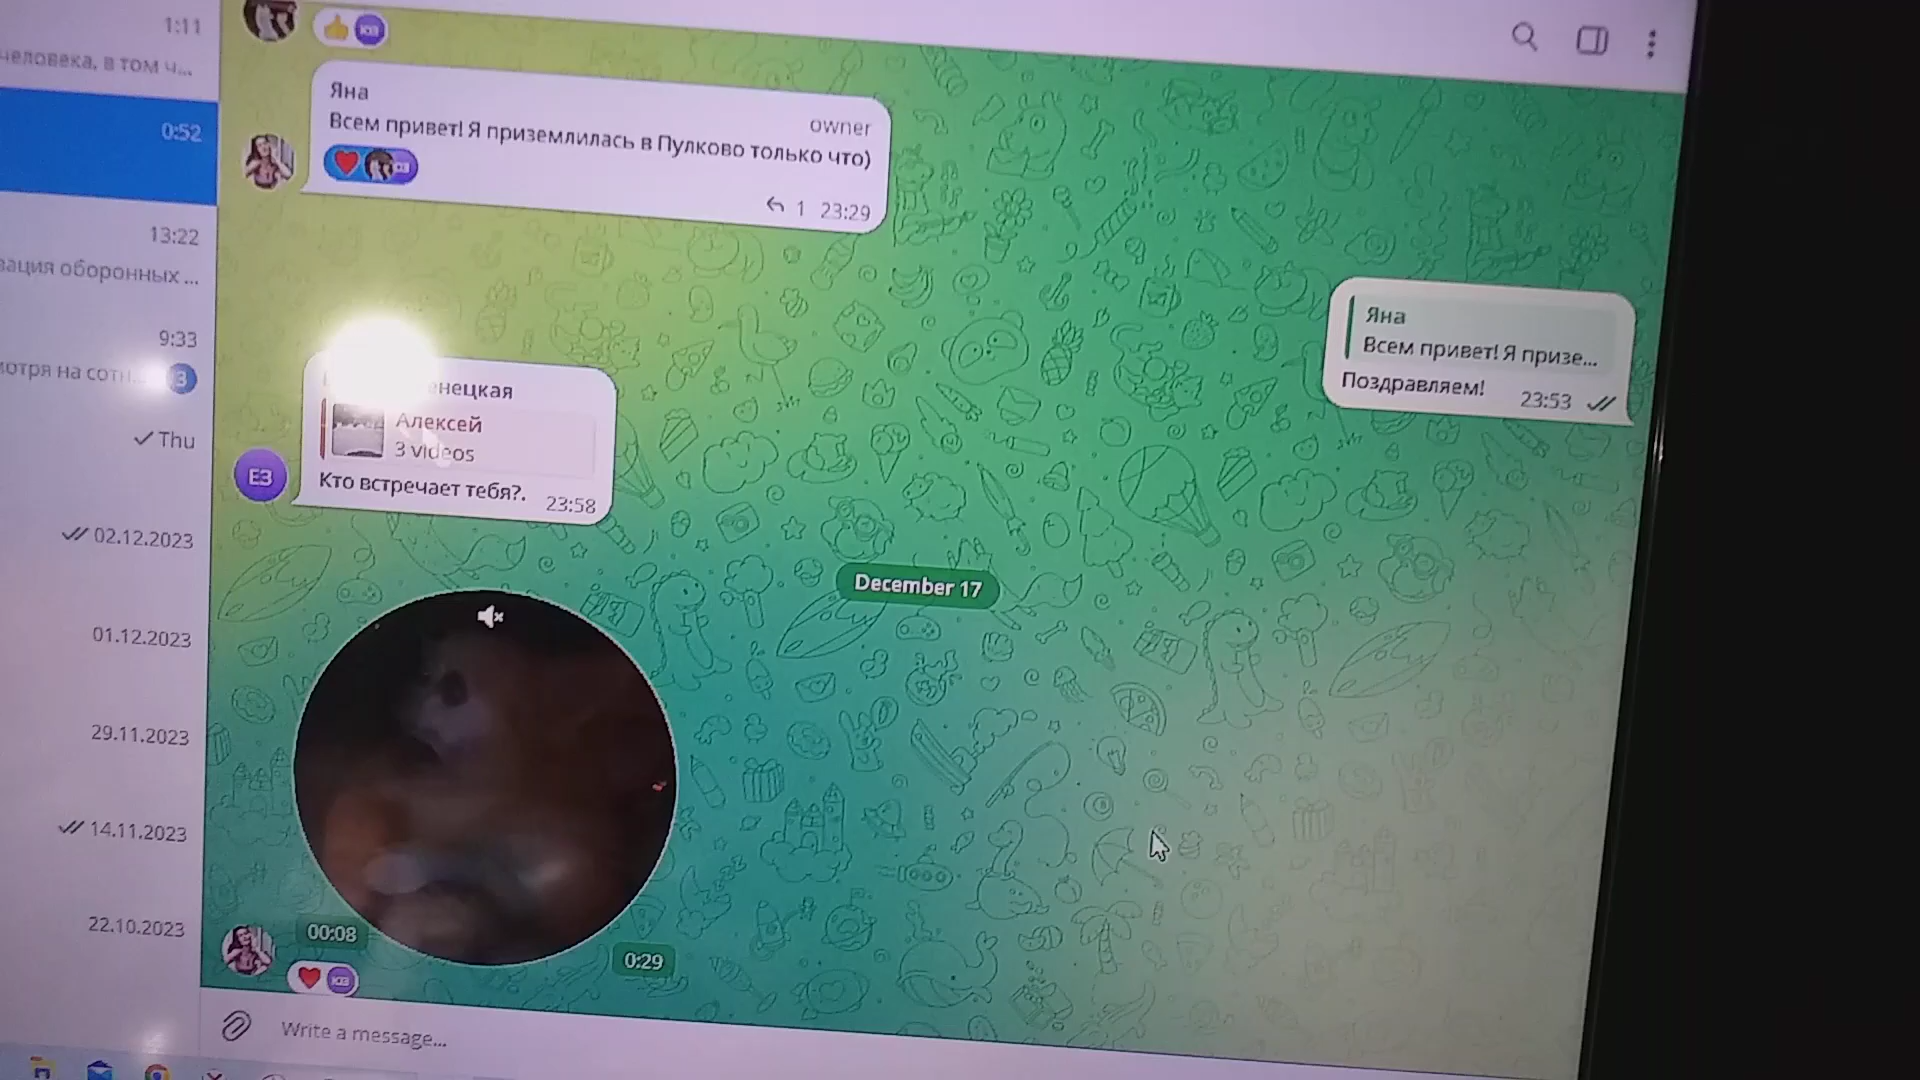 1:11
человека, в том ч...
0:52
13:22
зация оборонных ...
9:33
мотря на сотн...
3
Thu
02.12.2023
01.12.2023
29.11.2023
14.11.2023
22.10.2023
ЮЗ
Яна
owner
Всем привет! Я приземлилась в Пулково только что)
1 23:29
Яна
Всем привет! Я призе...
Поздравляем!
23:53
енецкая
Алексей
3 videos
Кто встречает тебя?.
23:58
ЕЗ
December 17
00:08
0:29
Write a message...